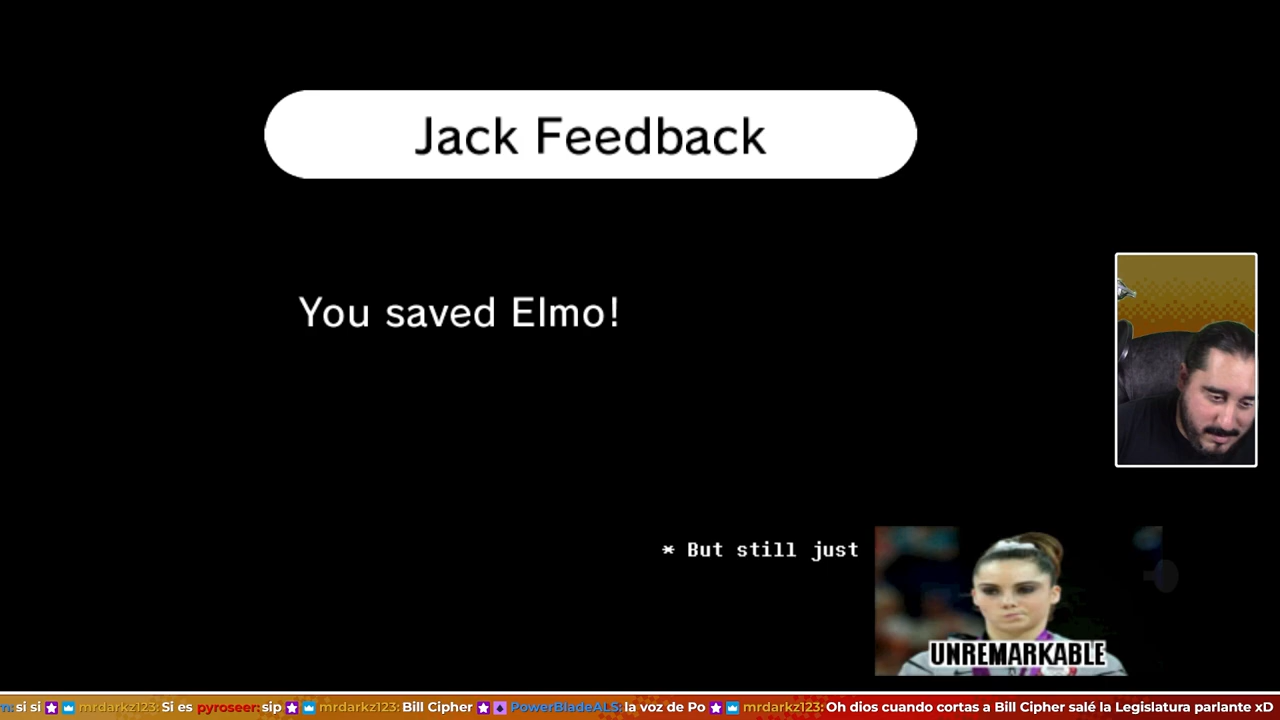 Jack Feedback
You saved Elmo!
* But still just
UNREMARKABLE
si si mrdarkz123: Si es pyroseer: sip mrdarkz123: Bill Cipher PowerBladeALS: la voz de Po mrdarkz123: Oh dios cuando cortas a Bill Cipher salé la Legislatura parlante xD